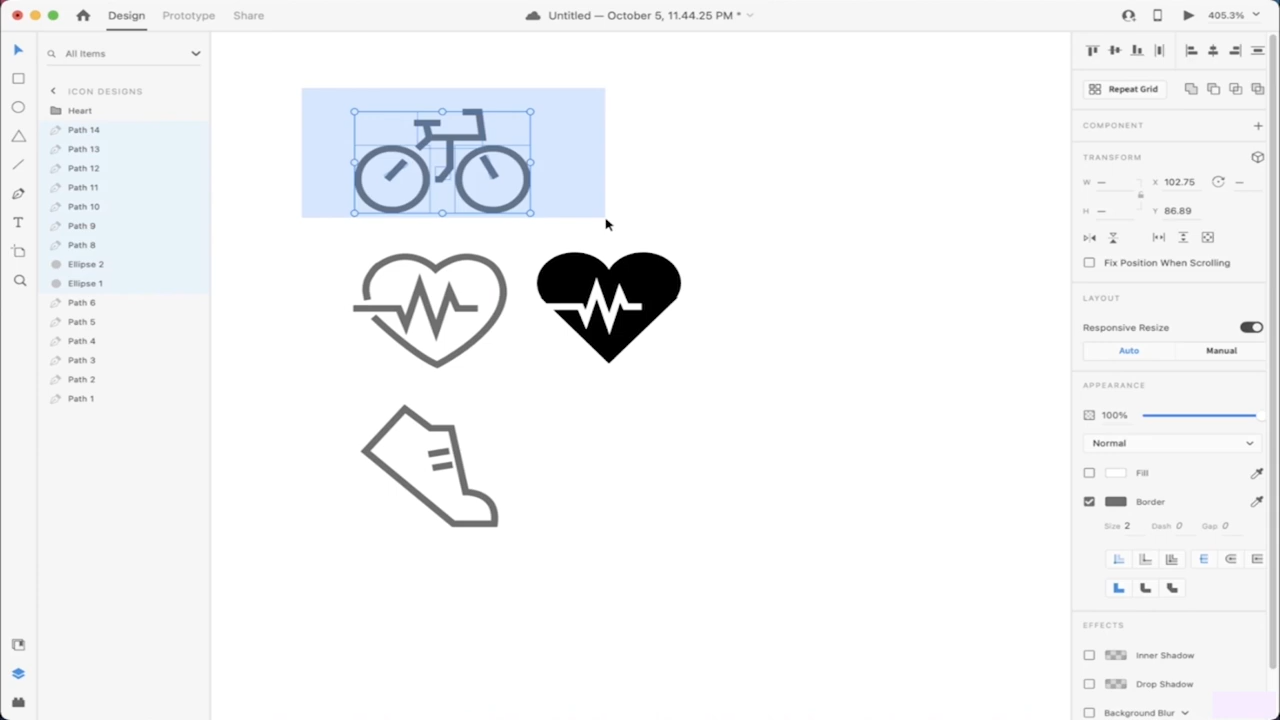 Design Prototype Share
Untitled — October 5, 11.44.25 PM *
405.3%
All Items
ICON DESIGNS
Heart
Path 14
Path 13
Path 12
Path 11
Path 10
Path 9
Path 8
Ellipse 2
Ellipse 1
Path 6
Path 5
Path 4
Path 3
Path 2
Path 1
Repeat Grid
COMPONENT
TRANSFORM
W — X 102.75 —
H — Y 86.89
Fix Position When Scrolling
LAYOUT
Responsive Resize
Auto Manual
APPEARANCE
100%
Normal
Fill
Border
Size 2 Dash 0 Gap 0
EFFECTS
Inner Shadow
Drop Shadow
Background Blur